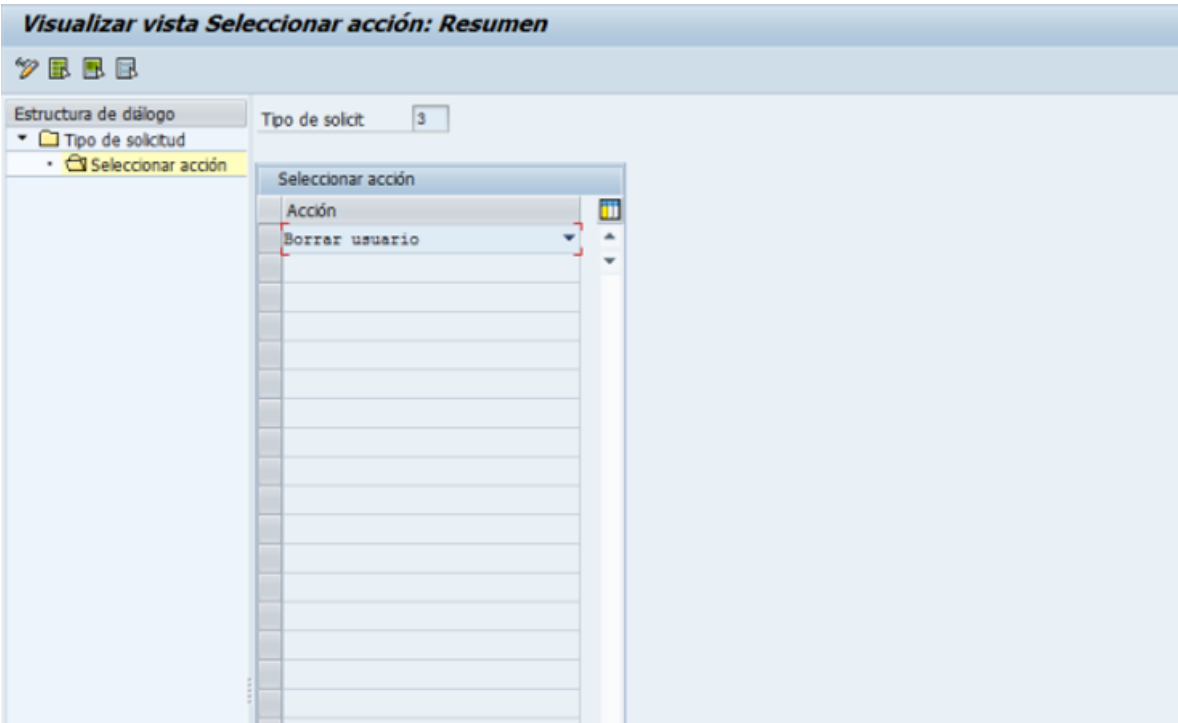 Visualizar vista Seleccionar acción: Resumen
Estructura de diálogo
Tipo de solicitud
Seleccionar acción
Tipo de solicit 3
Seleccionar acción
Acción
Borrar usuario